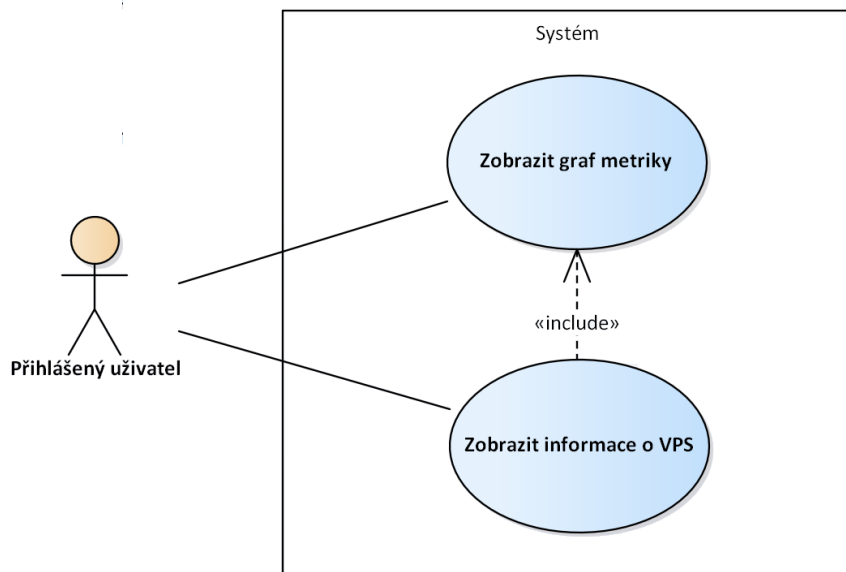 Systém
Zobrazit graf metriky
«include»
Přihlášený uživatel
Zobrazit informace o VPS